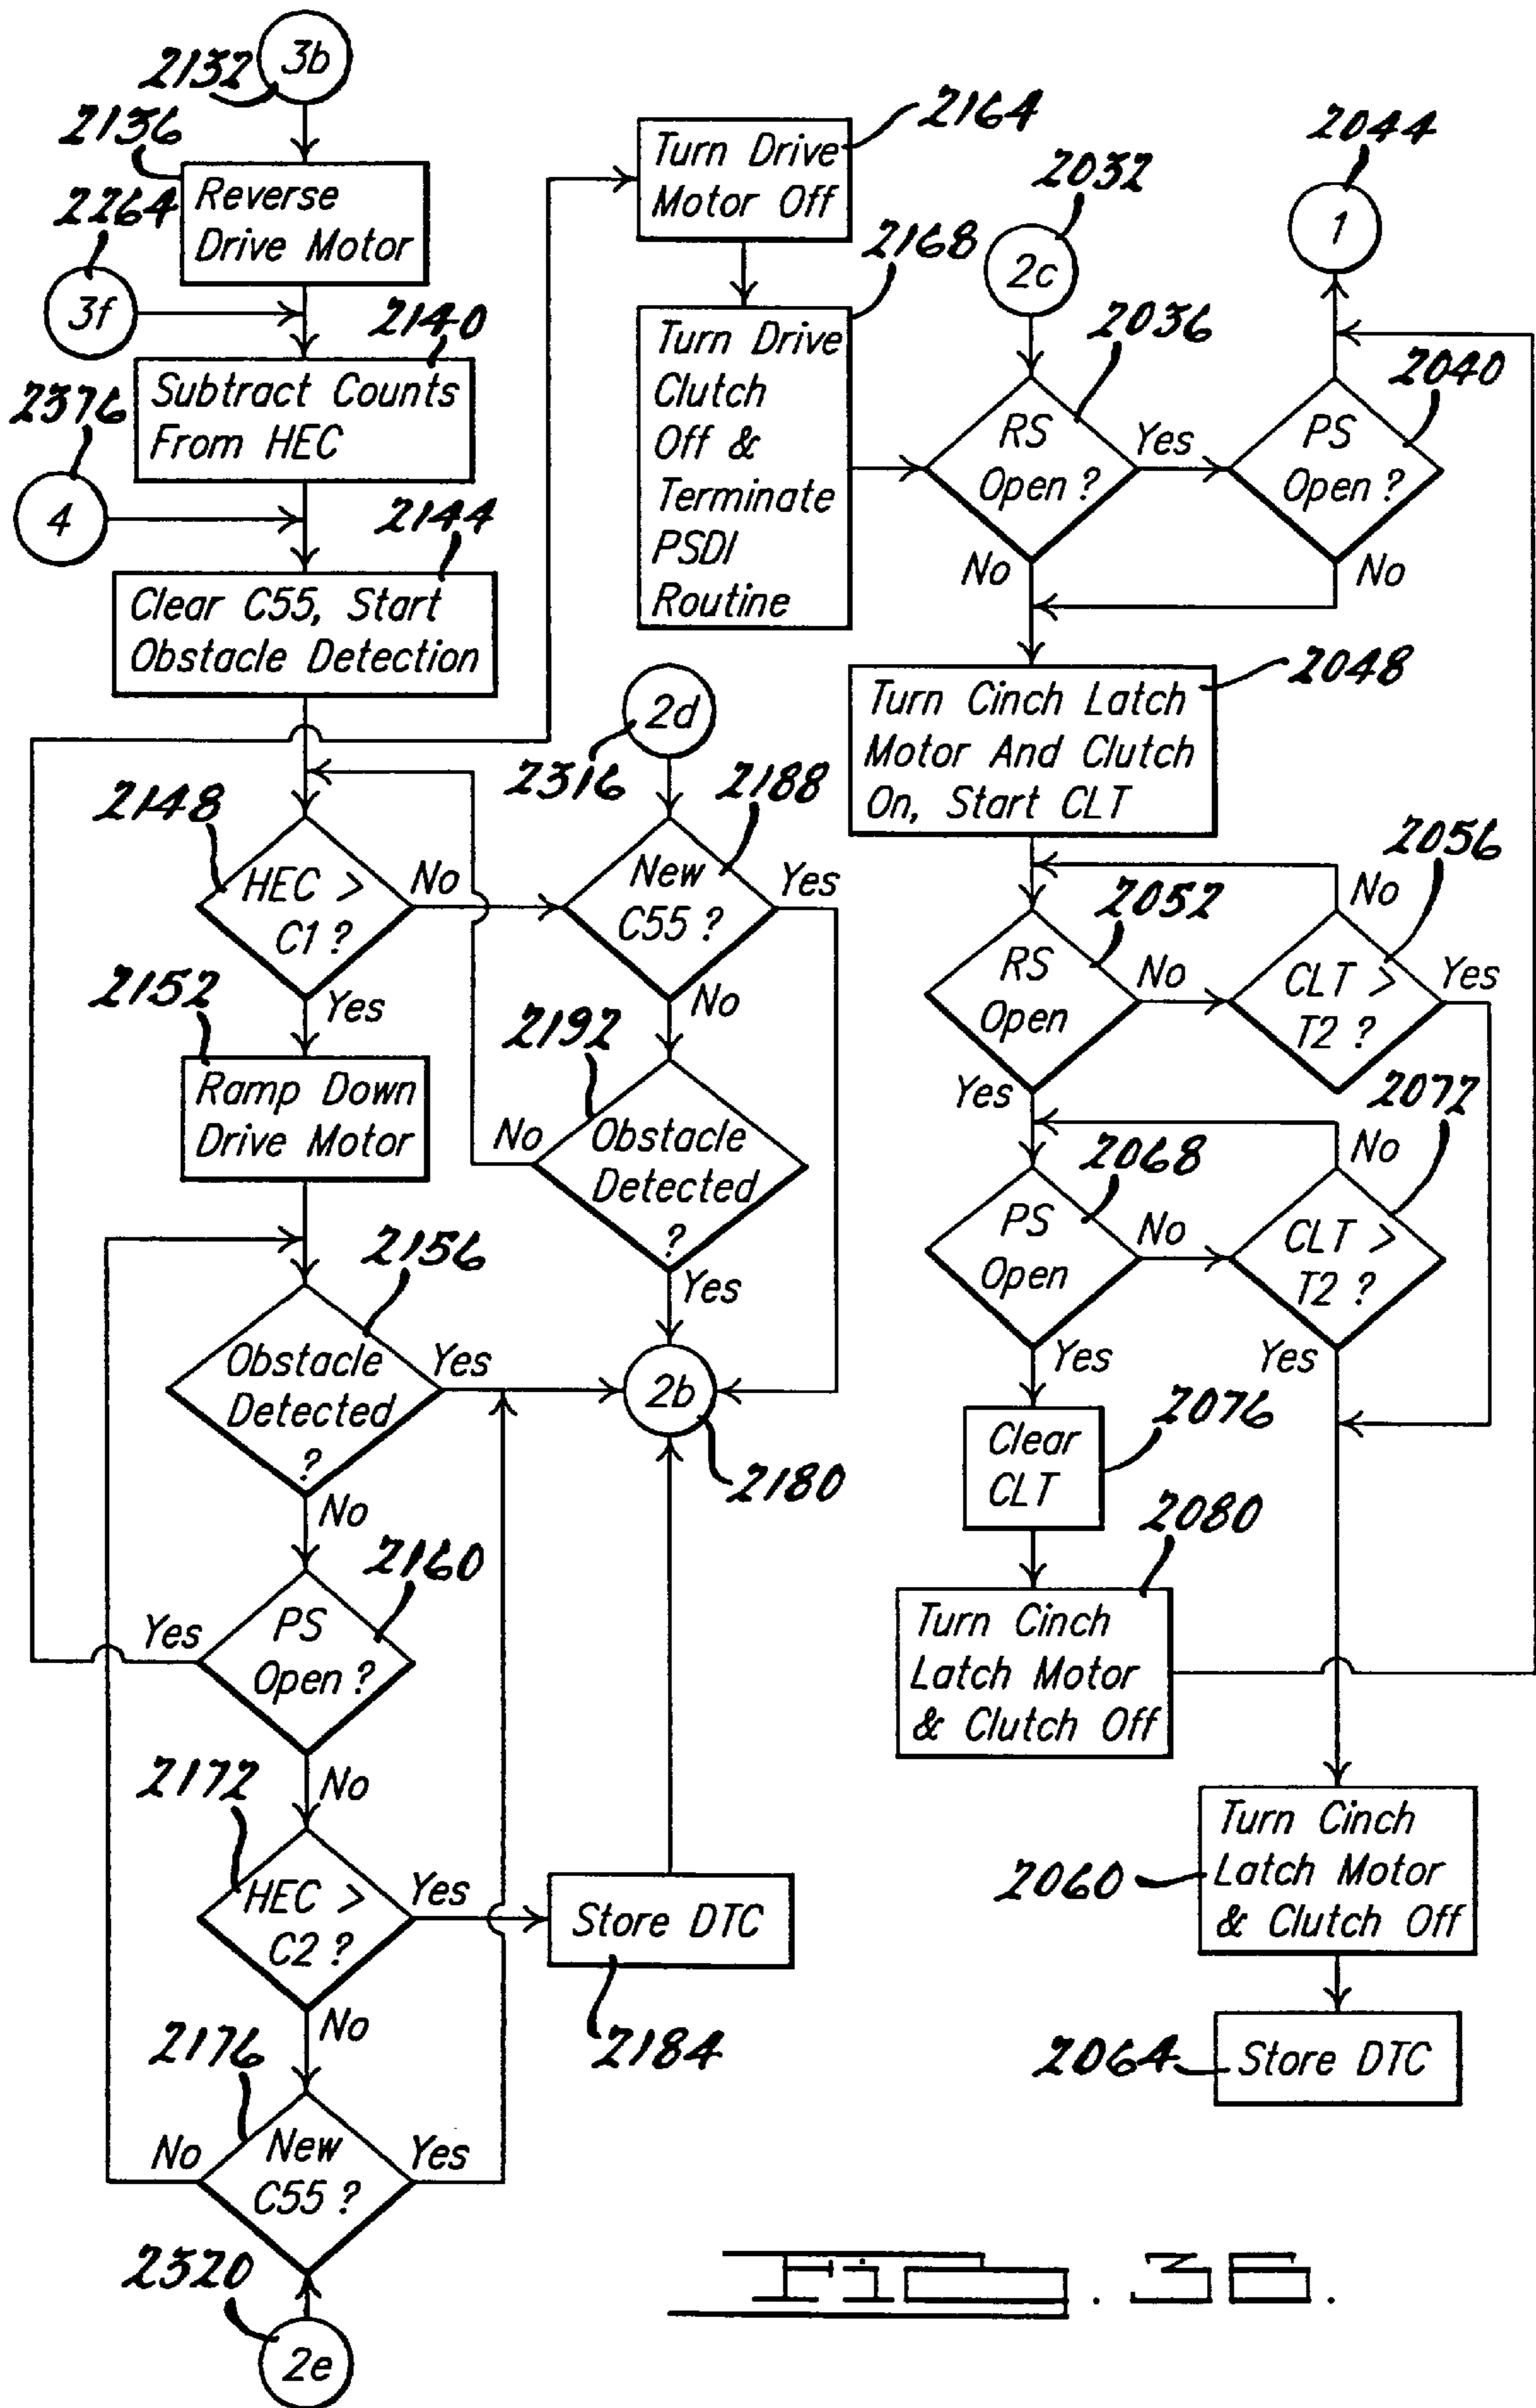 3b
2132
2136
Reverse
Drive Motor
2264
3f
2140
Subtract Counts
From HEC
2376
4
2144
Clear C55, Start
Obstacle Detection
2148
HEC >
C1 ?
No
Yes
2152
Ramp Down
Drive Motor
2156
Obstacle
Detected
?
Yes
No
2160
PS
Open ?
Yes
No
2172
HEC >
C2 ?
Yes
No
2176
New
C55 ?
No
Yes
2320
2e
2164
Turn Drive
Motor Off
2168
Turn Drive
Clutch
Off &
Terminate
PSDI
Routine
2d
2316
2188
New
C55 ?
Yes
No
2192
Obstacle
Detected
?
No
Yes
2b
2180
Store DTC
2184
2032
2c
2036
RS
Open ?
Yes
No
2044
1
2040
PS
Open ?
No
2048
Turn Cinch Latch
Motor And Clutch
On, Start CLT
2052
RS
Open
No
Yes
2056
No
CLT >
T2 ?
Yes
2068
PS
Open
No
Yes
2072
No
CLT >
T2 ?
Yes
2076
Clear
CLT
2080
Turn Cinch
Latch Motor
& Clutch Off
2060
Turn Cinch
Latch Motor
& Clutch Off
2064
Store DTC